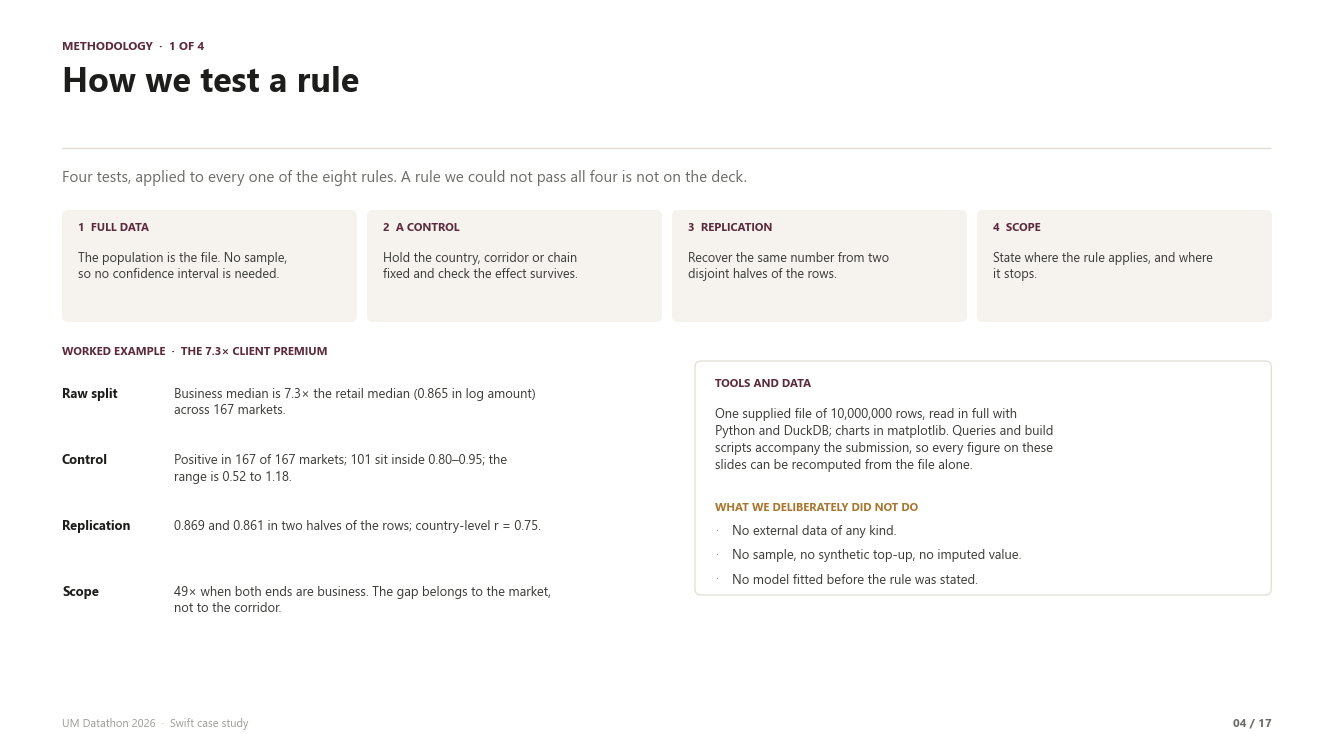 METHODOLOGY · 1 OF 4
How we test a rule
Four tests, applied to every one of the eight rules. A rule we could not pass all four is not on the deck.
1 FULL DATA
The population is the file. No sample,
so no confidence interval is needed.
2 A CONTROL
Hold the country, corridor or chain
fixed and check the effect survives.
3 REPLICATION
Recover the same number from two
disjoint halves of the rows.
4 SCOPE
State where the rule applies, and where
it stops.
WORKED EXAMPLE · THE 7.3× CLIENT PREMIUM
Raw split
Business median is 7.3× the retail median (0.865 in log amount)
across 167 markets.
Control
Positive in 167 of 167 markets; 101 sit inside 0.80–0.95; the
range is 0.52 to 1.18.
Replication
0.869 and 0.861 in two halves of the rows; country-level r = 0.75.
Scope
49× when both ends are business. The gap belongs to the market,
not to the corridor.
TOOLS AND DATA
One supplied file of 10,000,000 rows, read in full with
Python and DuckDB; charts in matplotlib. Queries and build
scripts accompany the submission, so every figure on these
slides can be recomputed from the file alone.
WHAT WE DELIBERATELY DID NOT DO
· No external data of any kind.
· No sample, no synthetic top-up, no imputed value.
· No model fitted before the rule was stated.
UM Datathon 2026 · Swift case study
04 / 17